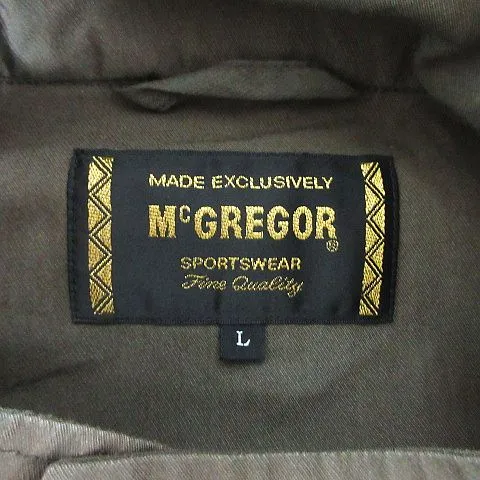 MADE EXCLUSIVELY
McGREGOR®
SPORTSWEAR
Fine Quality
L